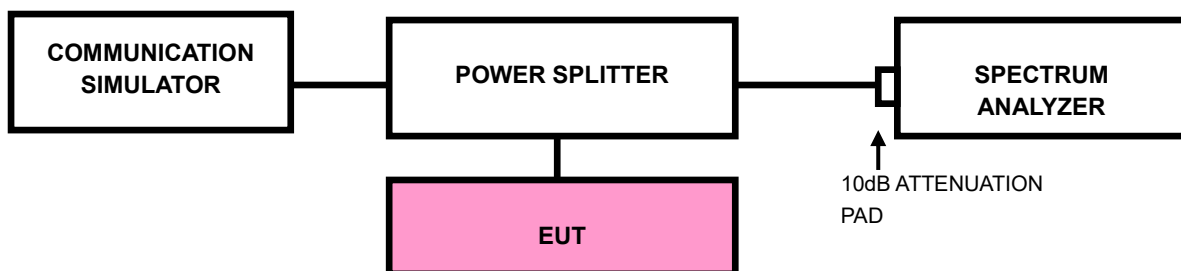 COMMUNICATION
SIMULATOR
POWER SPLITTER
SPECTRUM
ANALYZER
10dB ATTENUATION
PAD
EUT